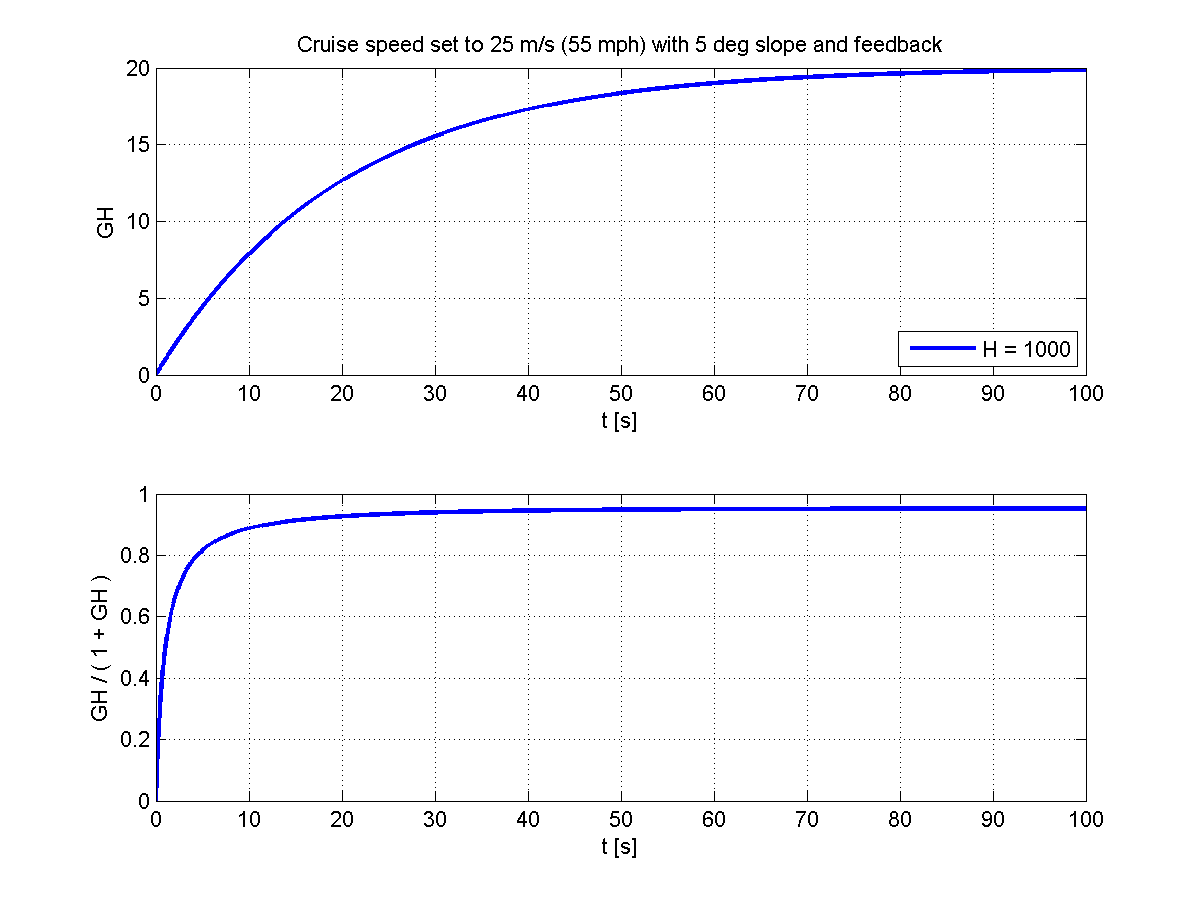 Cruise speed set to 25 m/s (55 mph) with 5 deg slope and feedback
20
15
10
5
0
GH
H = 1000
0 10 20 30 40 50 60 70 80 90 100
t [s]
1
0.8
0.6
0.4
0.2
0
GH / ( 1 + GH )
0 10 20 30 40 50 60 70 80 90 100
t [s]